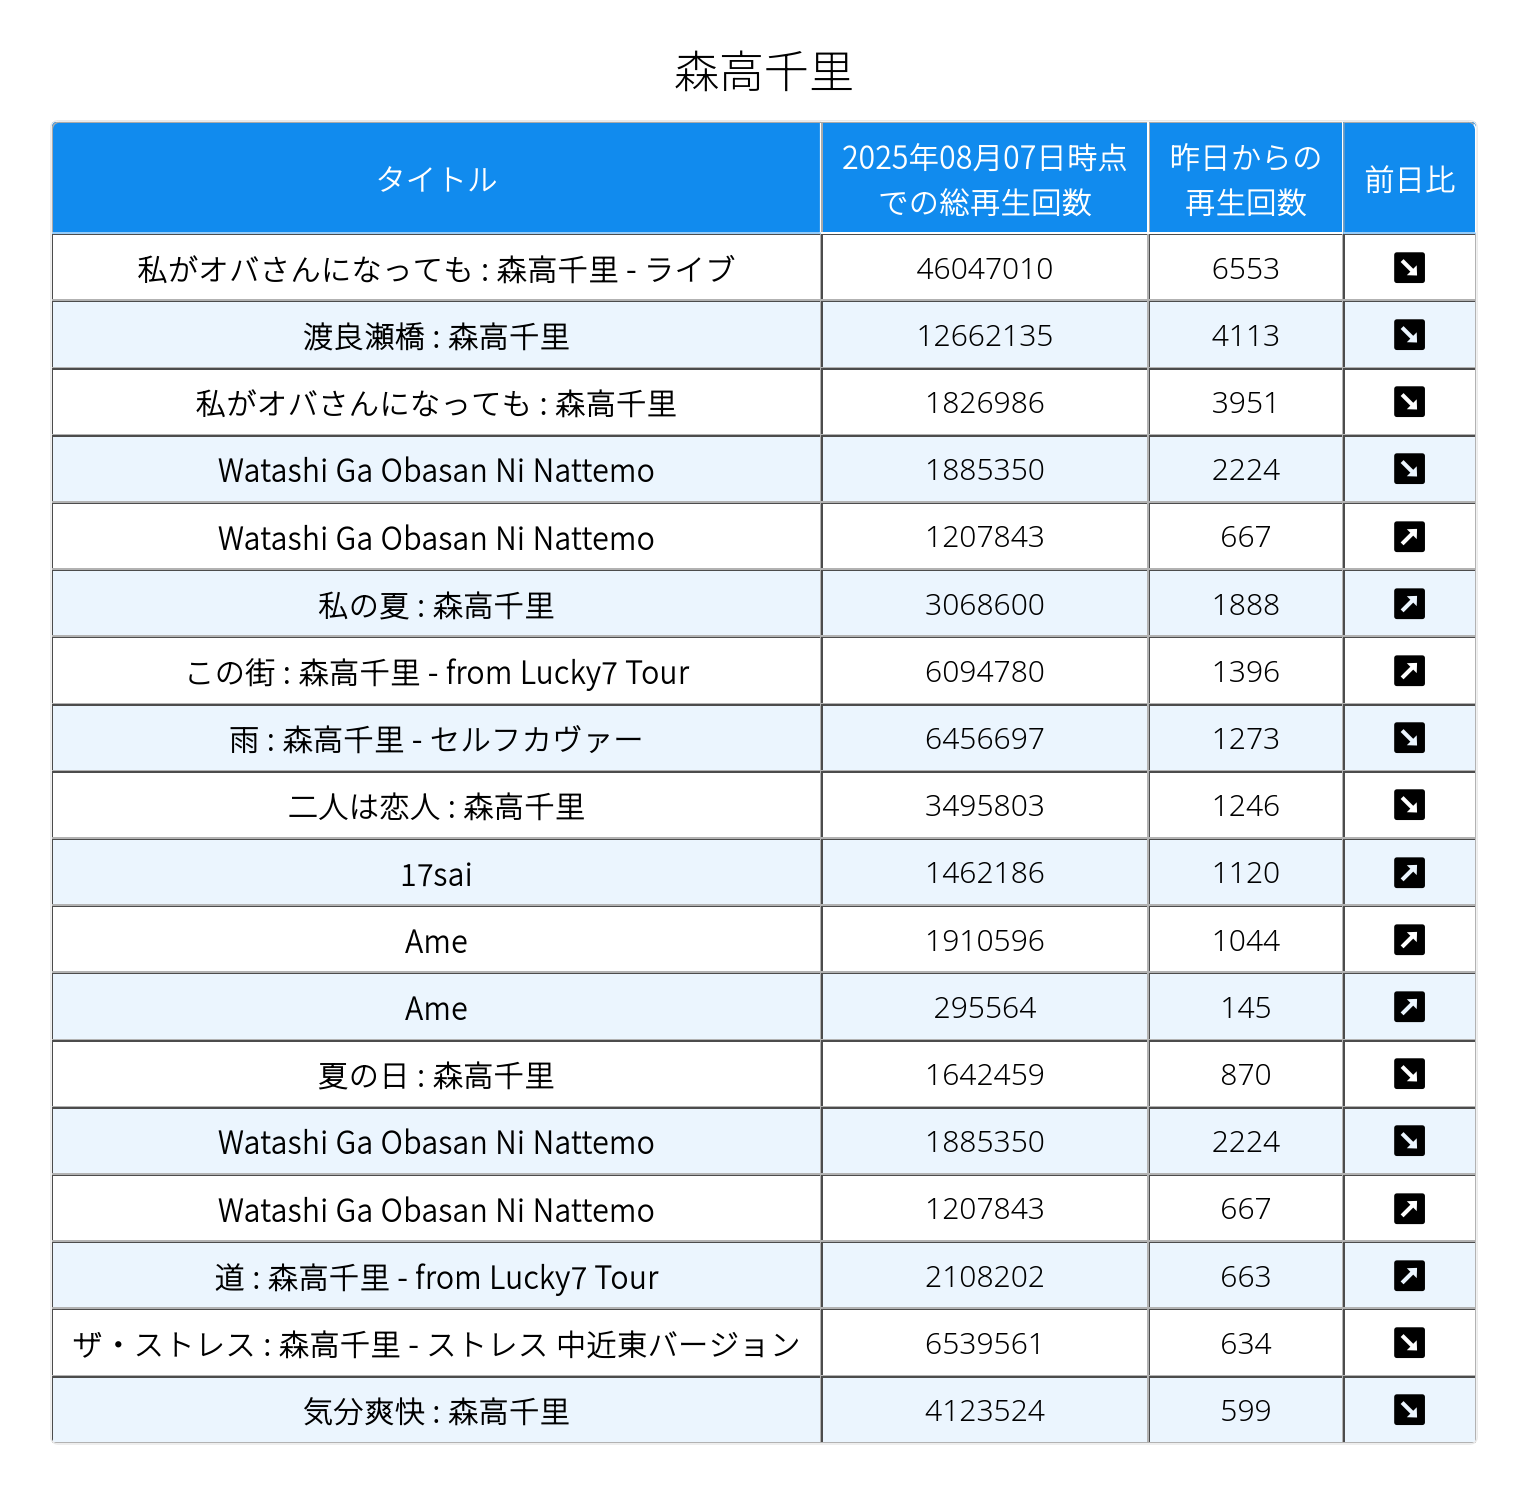 森高千里
タイトル 2025年08月07日時点での総再生回数 昨日からの再生回数 前日比
私がオバさんになっても : 森高千里 - ライブ 46047010 6553 ↘
渡良瀬橋 : 森高千里 12662135 4113 ↘
私がオバさんになっても : 森高千里 1826986 3951 ↘
Watashi Ga Obasan Ni Nattemo 1885350 2224 ↘
Watashi Ga Obasan Ni Nattemo 1207843 667 ↗
私の夏 : 森高千里 3068600 1888 ↗
この街 : 森高千里 - from Lucky7 Tour 6094780 1396 ↗
雨 : 森高千里 - セルフカヴァー 6456697 1273 ↘
二人は恋人 : 森高千里 3495803 1246 ↘
17sai 1462186 1120 ↗
Ame 1910596 1044 ↗
Ame 295564 145 ↗
夏の日 : 森高千里 1642459 870 ↘
Watashi Ga Obasan Ni Nattemo 1885350 2224 ↘
Watashi Ga Obasan Ni Nattemo 1207843 667 ↗
道 : 森高千里 - from Lucky7 Tour 2108202 663 ↗
ザ・ストレス : 森高千里 - ストレス 中近東バージョン 6539561 634 ↘
気分爽快 : 森高千里 4123524 599 ↘